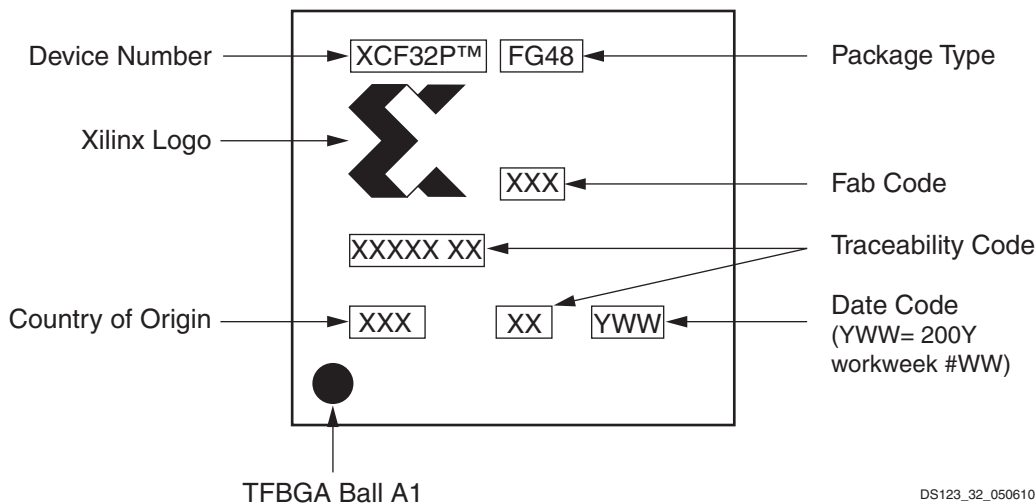 Device Number
XCF32P™ FG48
Package Type
Xilinx Logo
XXX
Fab Code
XXXXX XX
Traceability Code
Country of Origin
XXX XX YWW
Date Code
(YWW= 200Y
workweek #WW)
TFBGA Ball A1
DS123_32_050610